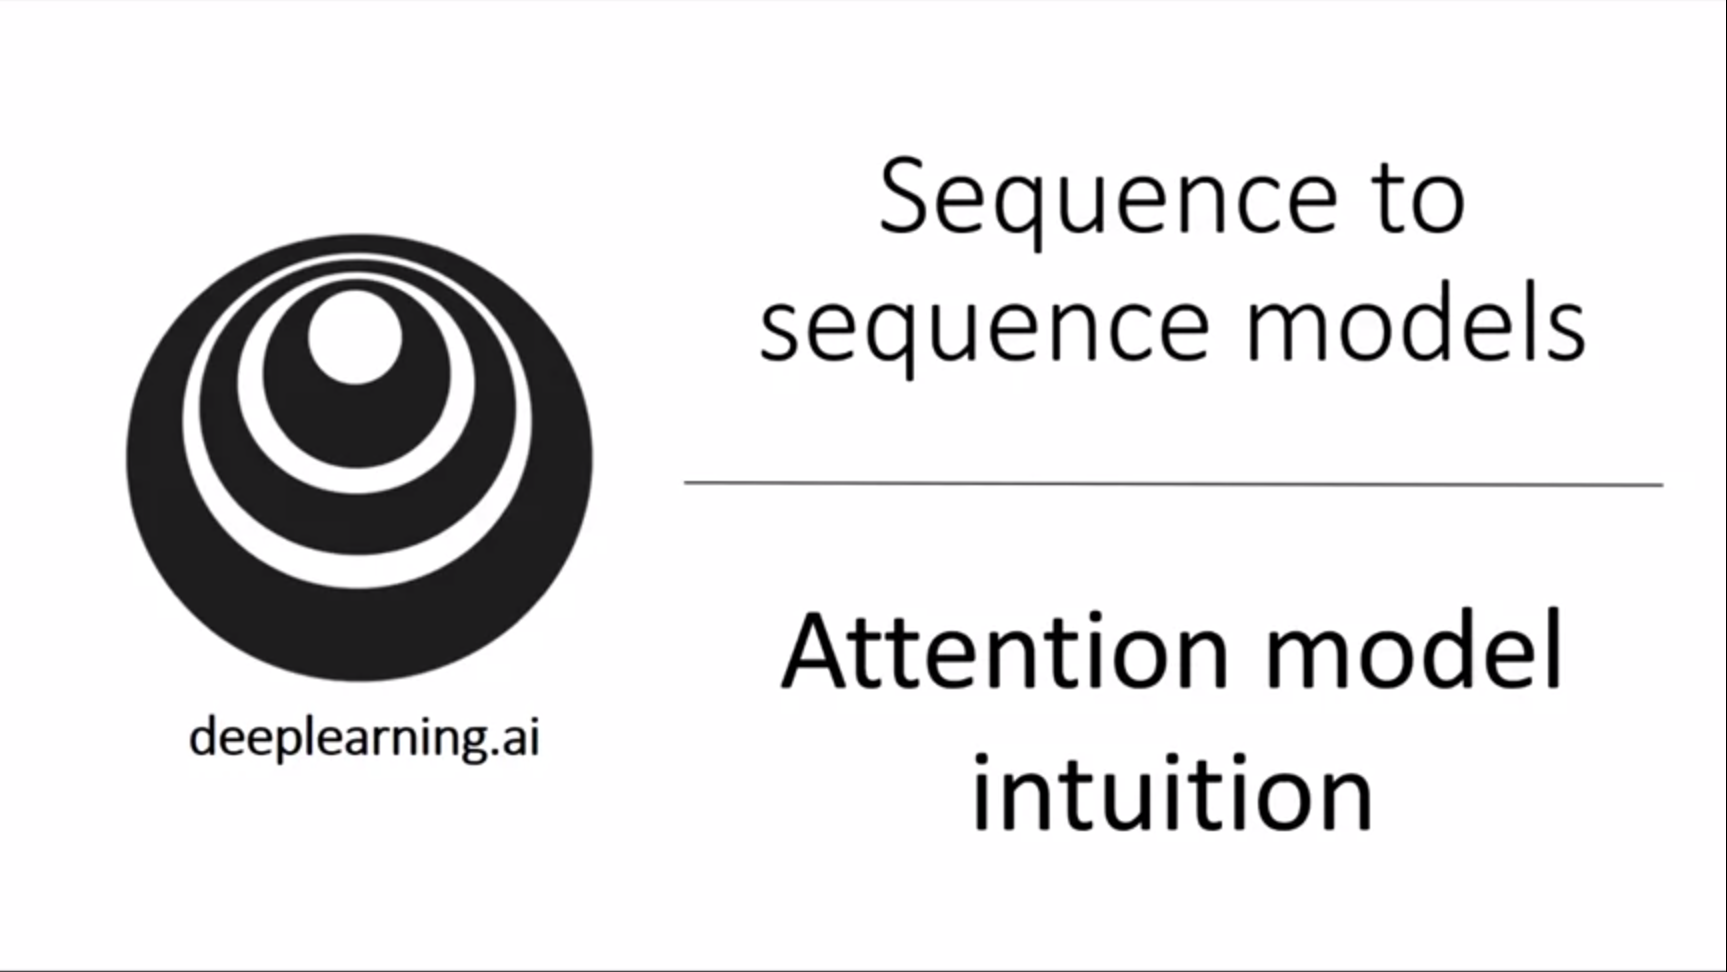 Sequence to
sequence models
Attention model
intuition
deeplearning.ai